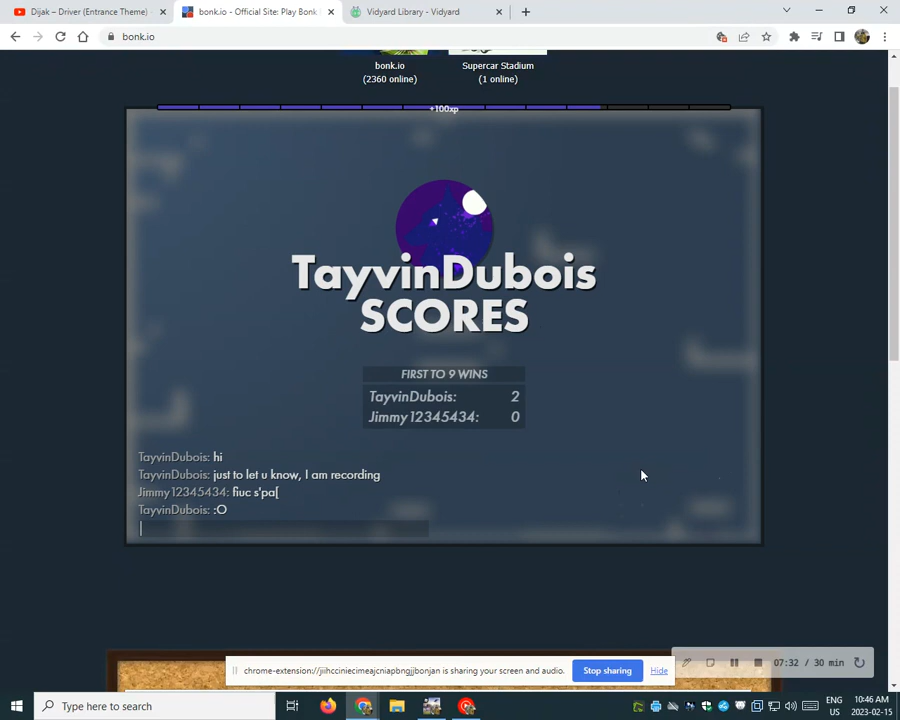 Dijak – Driver (Entrance Theme)
bonk.io - Official Site: Play Bonk
Vidyard Library - Vidyard
bonk.io
bonk.io
(2360 online)
Supercar Stadium
(1 online)
+100xp
TayvinDubois
SCORES
FIRST TO 9 WINS
TayvinDubois: 2
Jimmy12345434: 0
TayvinDubois: hi
TayvinDubois: just to let u know, I am recording
Jimmy12345434: fiuc s'pa[
TayvinDubois: :O
chrome-extension://jiihcciniecimeajcniapbngjjbonjan is sharing your screen and audio.
Stop sharing
Hide
07:32 / 30 min
Type here to search
ENG
US
10:46 AM
2023-02-15